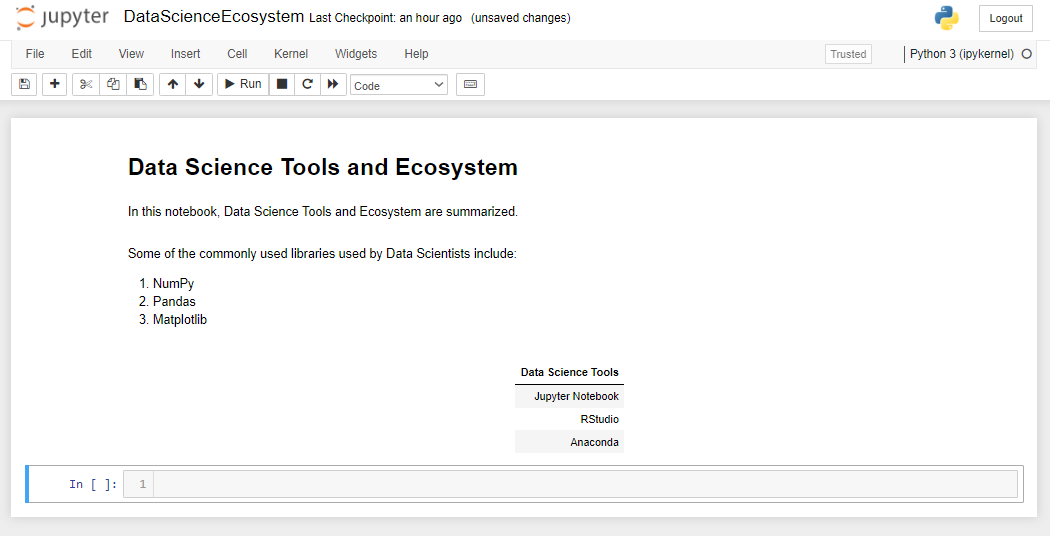 jupyter DataScienceEcosystem Last Checkpoint: an hour ago (unsaved changes) Logout
File Edit View Insert Cell Kernel Widgets Help Trusted Python 3 (ipykernel)
Run Code
Data Science Tools and Ecosystem
In this notebook, Data Science Tools and Ecosystem are summarized.
Some of the commonly used libraries used by Data Scientists include:
1. NumPy
2. Pandas
3. Matplotlib
Data Science Tools
Jupyter Notebook
RStudio
Anaconda
In [ ]: 1